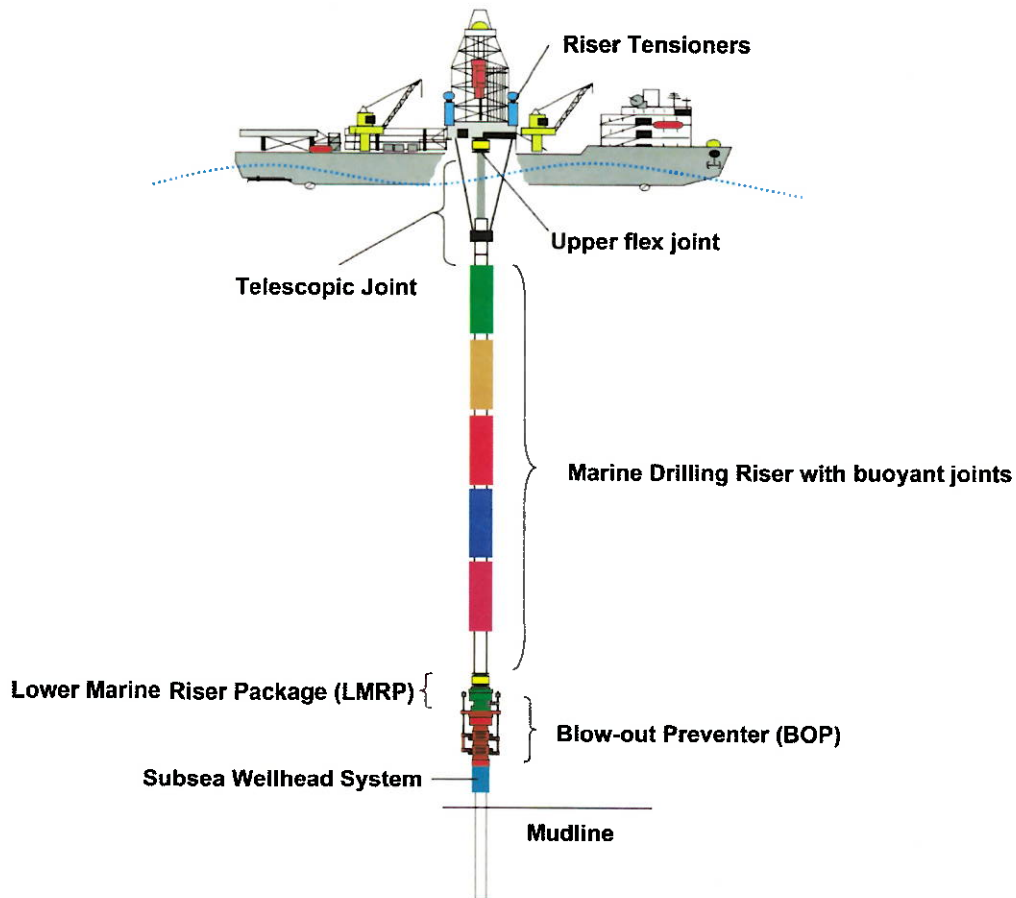 Riser Tensioners
Upper flex joint
Telescopic Joint
Marine Drilling Riser with buoyant joints
Lower Marine Riser Package (LMRP)
Blow-out Preventer (BOP)
Subsea Wellhead System
Mudline